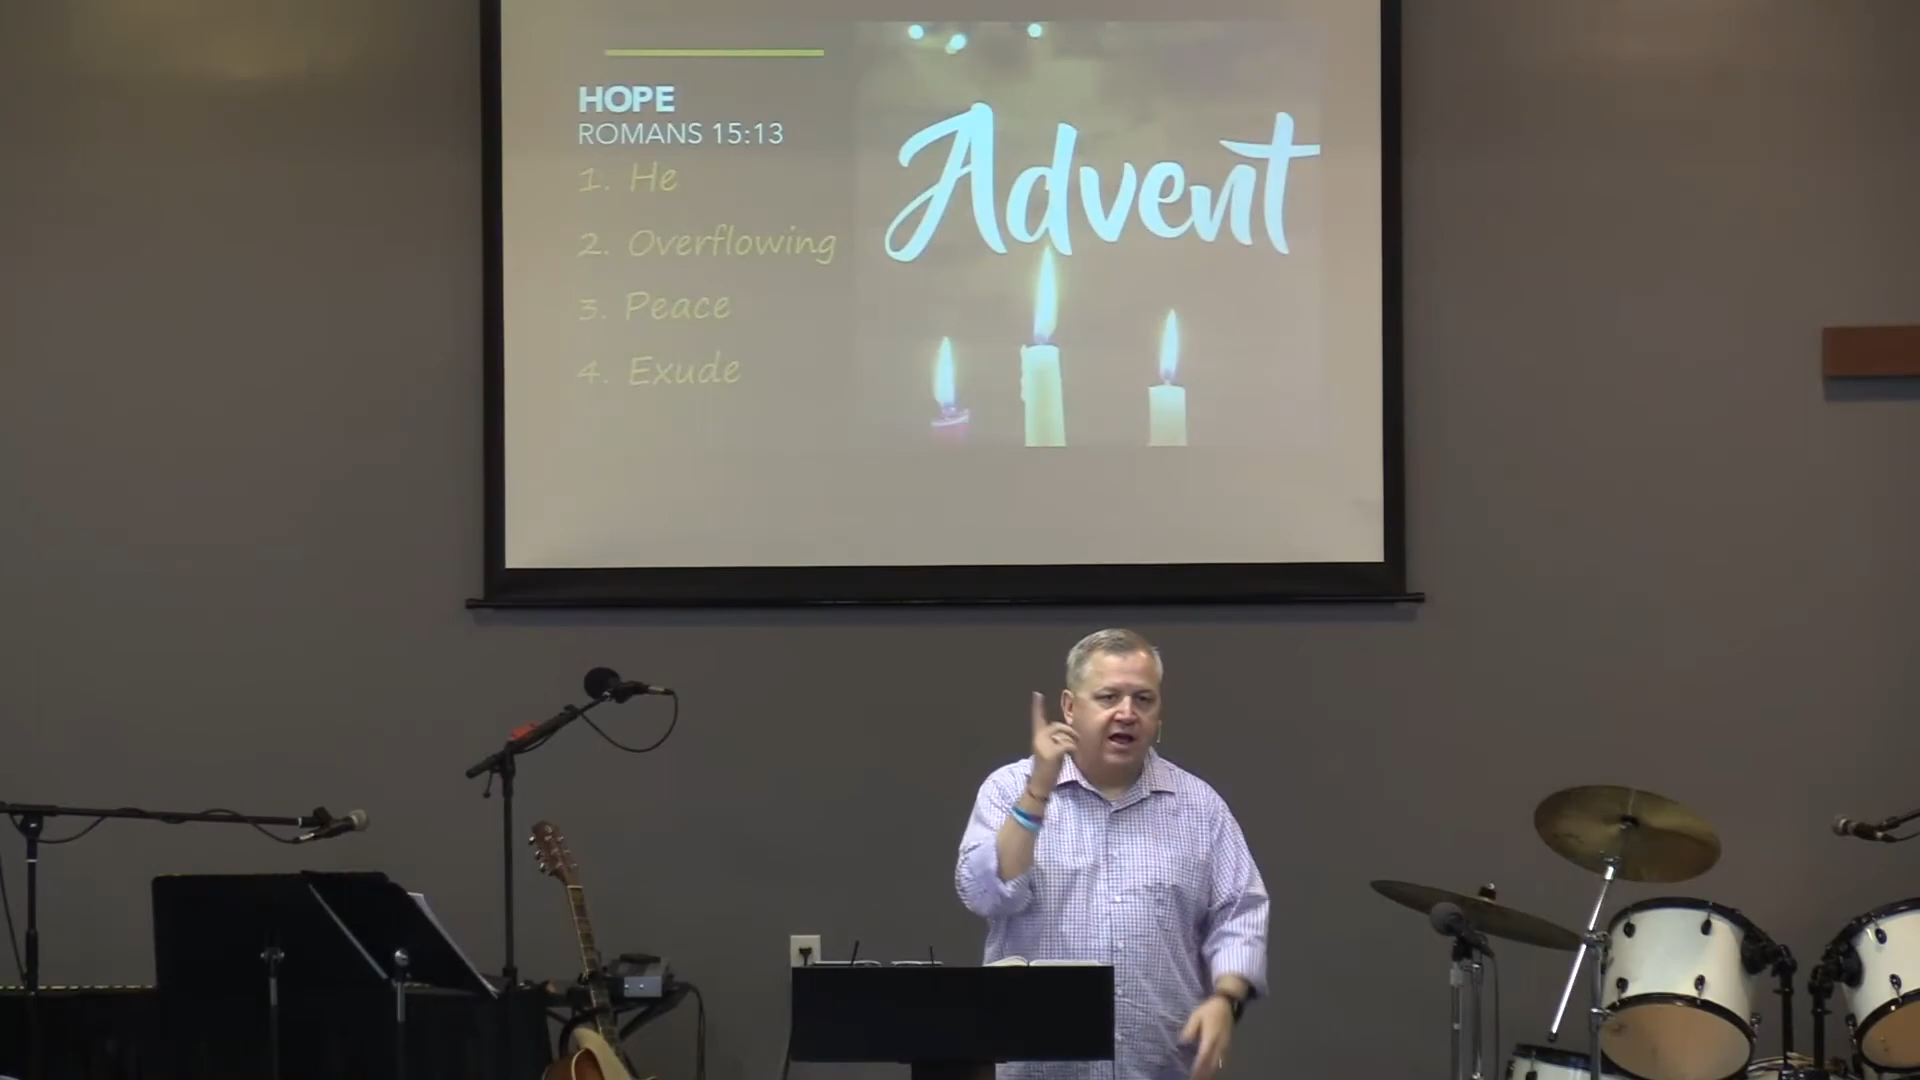 HOPE
ROMANS 15:13
1. He
2. Overflowing
3. Peace
4. Exude
Advent